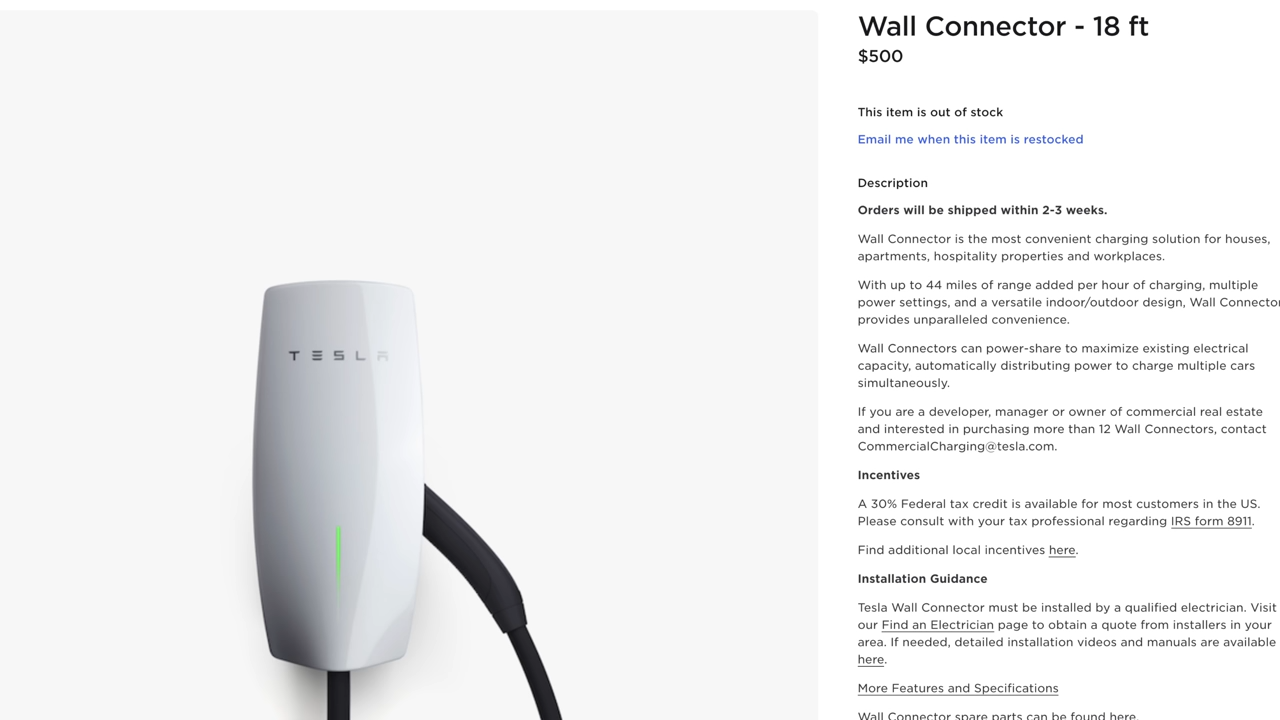 Wall Connector - 18 ft
$500
This item is out of stock
Email me when this item is restocked
Description
Orders will be shipped within 2-3 weeks.
Wall Connector is the most convenient charging solution for houses,
apartments, hospitality properties and workplaces.
With up to 44 miles of range added per hour of charging, multiple
power settings, and a versatile indoor/outdoor design, Wall Connector
provides unparalleled convenience.
Wall Connectors can power-share to maximize existing electrical
capacity, automatically distributing power to charge multiple cars
simultaneously.
If you are a developer, manager or owner of commercial real estate
and interested in purchasing more than 12 Wall Connectors, contact
CommercialCharging@tesla.com.
Incentives
A 30% Federal tax credit is available for most customers in the US.
Please consult with your tax professional regarding IRS form 8911.
Find additional local incentives here.
Installation Guidance
Tesla Wall Connector must be installed by a qualified electrician. Visit
our Find an Electrician page to obtain a quote from installers in your
area. If needed, detailed installation videos and manuals are available
here.
More Features and Specifications
Wall Connector spare parts can be found here.
TESLA